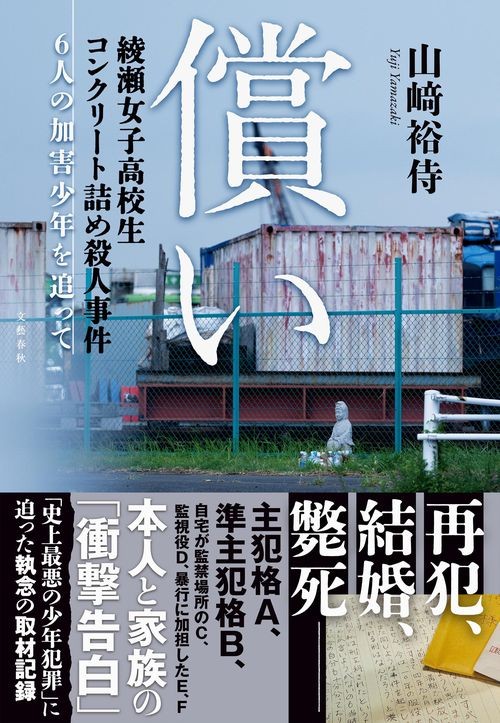 山﨑裕侍
Yuji Yamazaki
償い
綾瀬女子高校生
コンクリート詰め殺人事件
6人の加害少年を追って
文藝春秋
再犯、
結婚、
斃死
主犯格A、
準主犯格B、
自宅が監禁場所のC、
監視役D、暴行に加担したE、F
本人と家族の
「衝撃告白」
「史上最悪の少年犯罪」に
迫った執念の取材記録